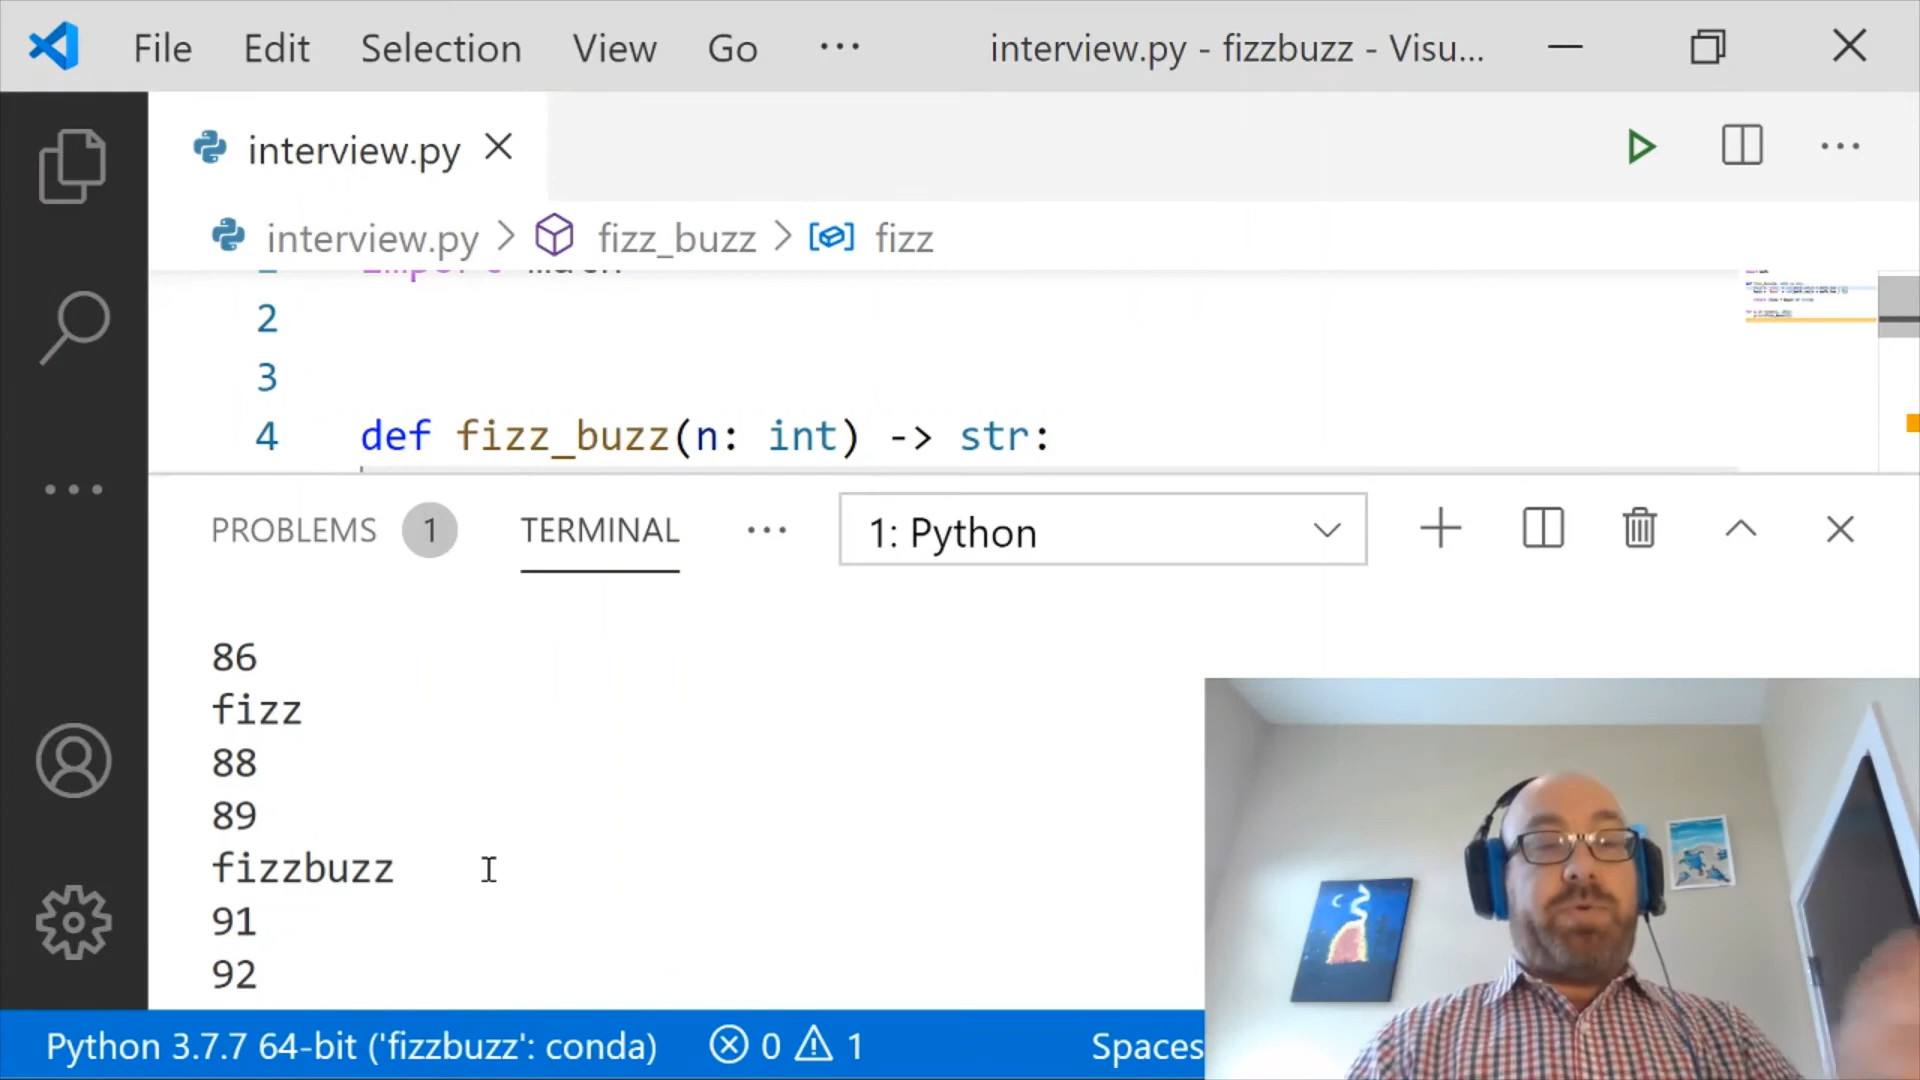 File Edit Selection View Go ··· interview.py - fizzbuzz - Visu...
interview.py
interview.py > fizz_buzz > fizz
2
3
4 def fizz_buzz(n: int) -> str:
PROBLEMS 1 TERMINAL ··· 1: Python
86
fizz
88
89
fizzbuzz
91
92
Python 3.7.7 64-bit ('fizzbuzz': conda) 0 1 Spaces